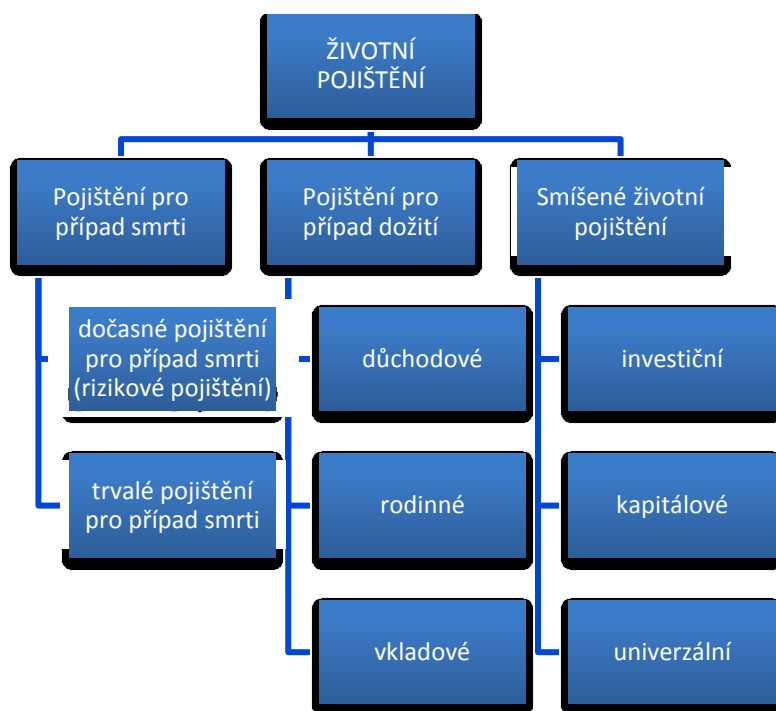 ŽIVOTNÍ
POJIŠTĚNÍ
Pojištění pro
případ smrti
Pojištění pro
případ dožití
Smíšené životní
pojištění
dočasné pojištění
pro případ smrti
(rizikové pojištění)
důchodové
investiční
trvalé pojištění
pro případ smrti
rodinné
kapitálové
vkladové
univerzální